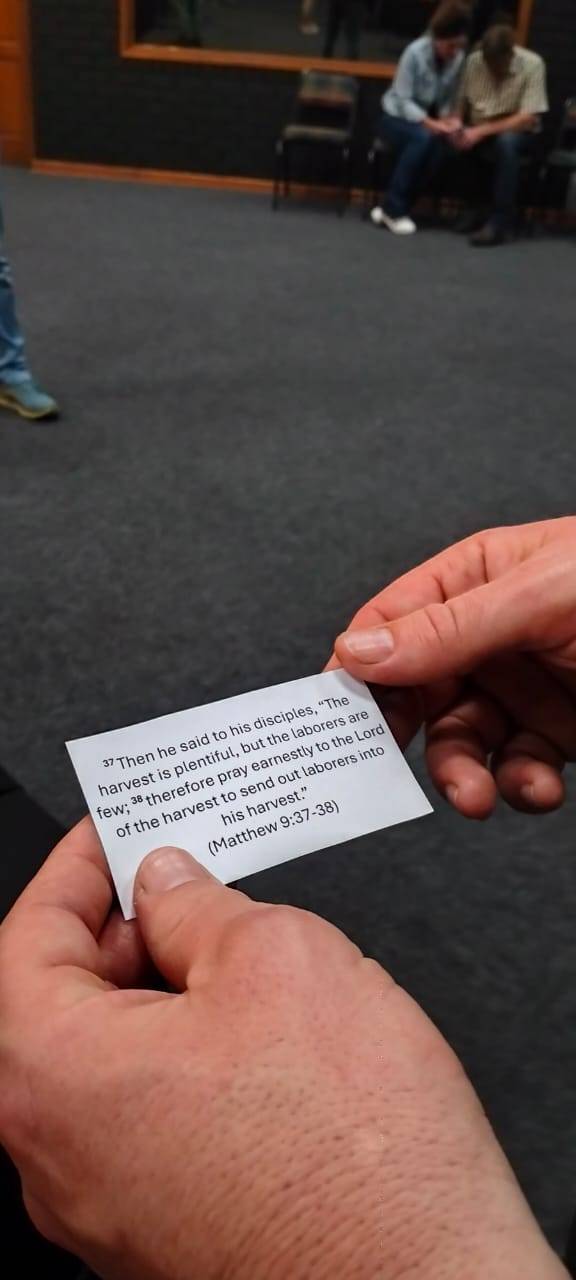 ³⁷ Then he said to his disciples, “The
harvest is plentiful, but the laborers are
few; ³⁸ therefore pray earnestly to the Lord
of the harvest to send out laborers into
his harvest.”
(Matthew 9:37-38)